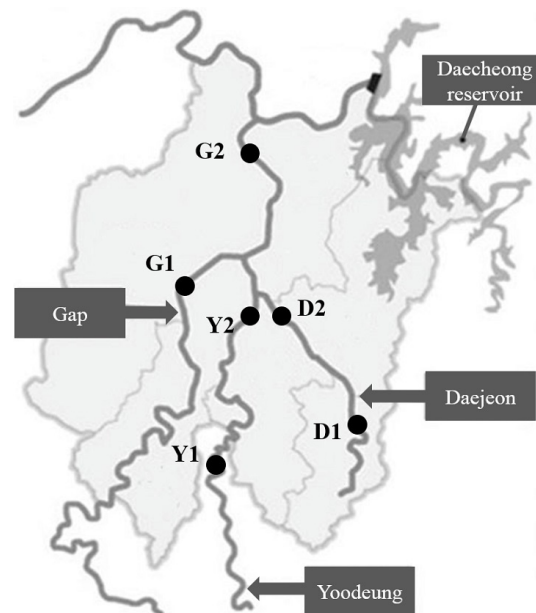 Daecheong
reservoir
G2
G1
Gap
Y2
D2
Daejeon
D1
Y1
Yoodeung